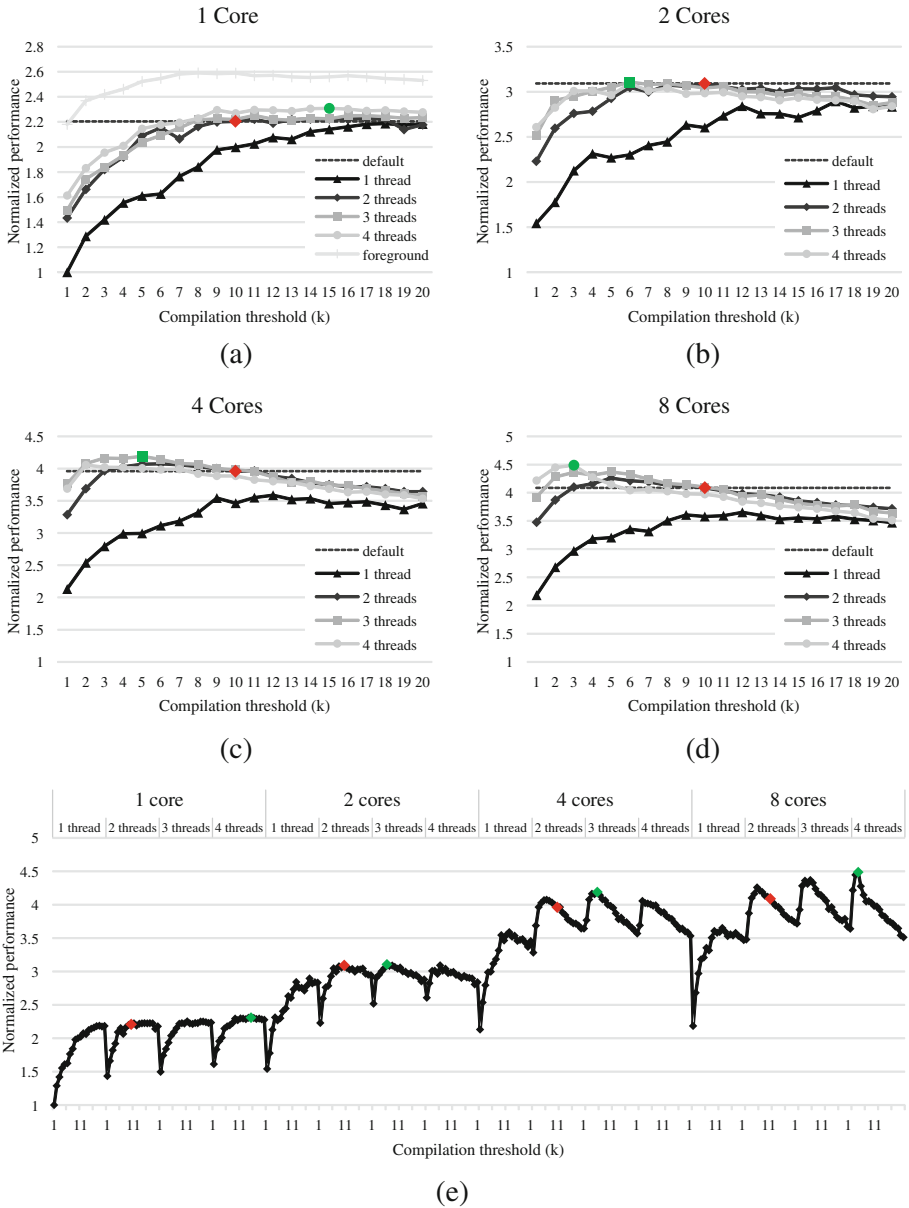 1 Core
Normalized performance
2.8
2.6
2.4
2.2
2
1.8
1.6
1.4
1.2
1
default
1 thread
2 threads
3 threads
4 threads
foreground
1 2 3 4 5 6 7 8 9 10 11 12 13 14 15 16 17 18 19 20
Compilation threshold (k)
(a)
2 Cores
Normalized performance
3.5
3
2.5
2
1.5
1
default
1 thread
2 threads
3 threads
4 threads
1 2 3 4 5 6 7 8 9 10 11 12 13 14 15 16 17 18 19 20
Compilation threshold (k)
(b)
4 Cores
Normalized performance
4.5
4
3.5
3
2.5
2
1.5
1
default
1 thread
2 threads
3 threads
4 threads
1 2 3 4 5 6 7 8 9 10 11 12 13 14 15 16 17 18 19 20
Compilation threshold (k)
(c)
8 Cores
Normalized performance
5
4.5
4
3.5
3
2.5
2
1.5
1
default
1 thread
2 threads
3 threads
4 threads
1 2 3 4 5 6 7 8 9 10 11 12 13 14 15 16 17 18 19 20
Compilation threshold (k)
(d)
1 core 2 cores 4 cores 8 cores
1 thread 2 threads 3 threads 4 threads 1 thread 2 threads 3 threads 4 threads 1 thread 2 threads 3 threads 4 threads 1 thread 2 threads 3 threads 4 threads
Normalized performance
5
4.5
4
3.5
3
2.5
2
1.5
1
1 11 1 11 1 11 1 11 1 11 1 11 1 11 1 11 1 11 1 11 1 11 1 11 1 11 1 11 1 11 1 11
Compilation threshold (k)
(e)